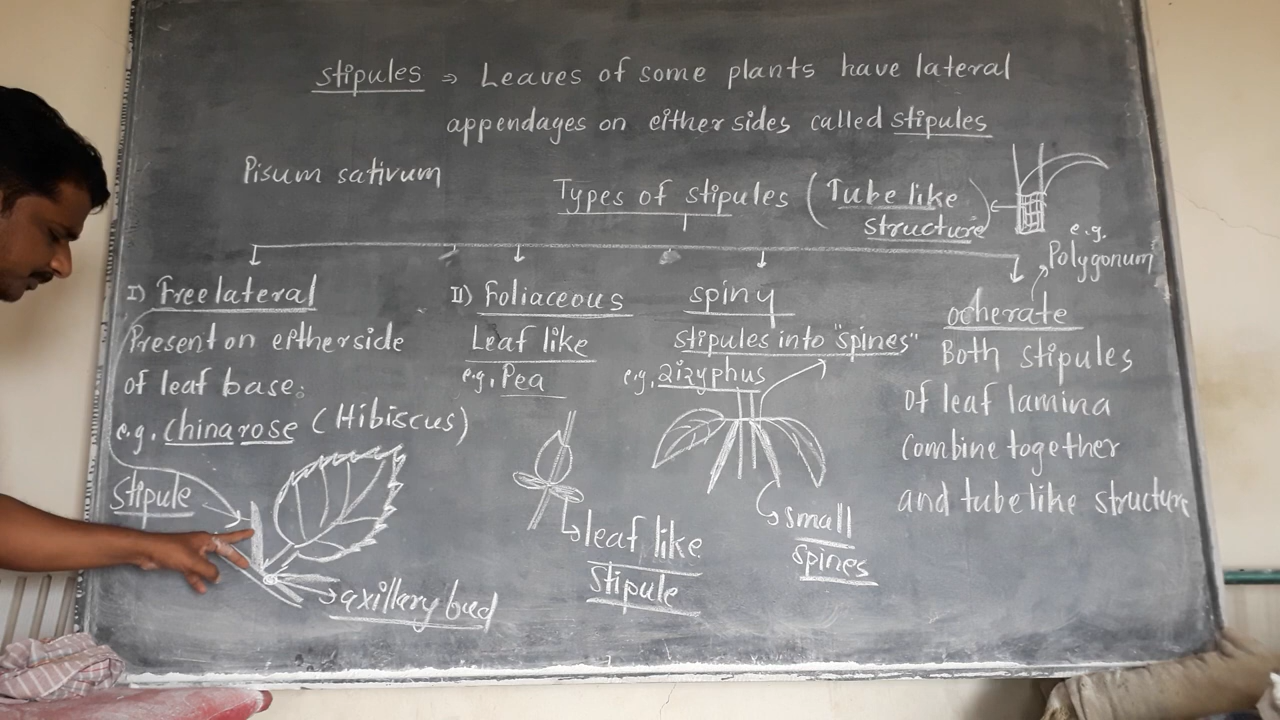 stipules ⇒ Leaves of some plants have lateral
appendages on either sides called stipules
Pisum sativum
Types of stipules (Tube like
structure)
e.g.
Polygonum
I) Freelateral
Present on either side
of leaf base.
e.g. Chinarose (Hibiscus)
Stipule
axillary bud
II) Foliaceous
Leaf like
e.g. Pea
leaf like
Stipule
spiny
stipules into "spines"
e.g. zizyphus
small
spines
ocherate
Both stipules
of leaf lamina
combine together
and tube like structure